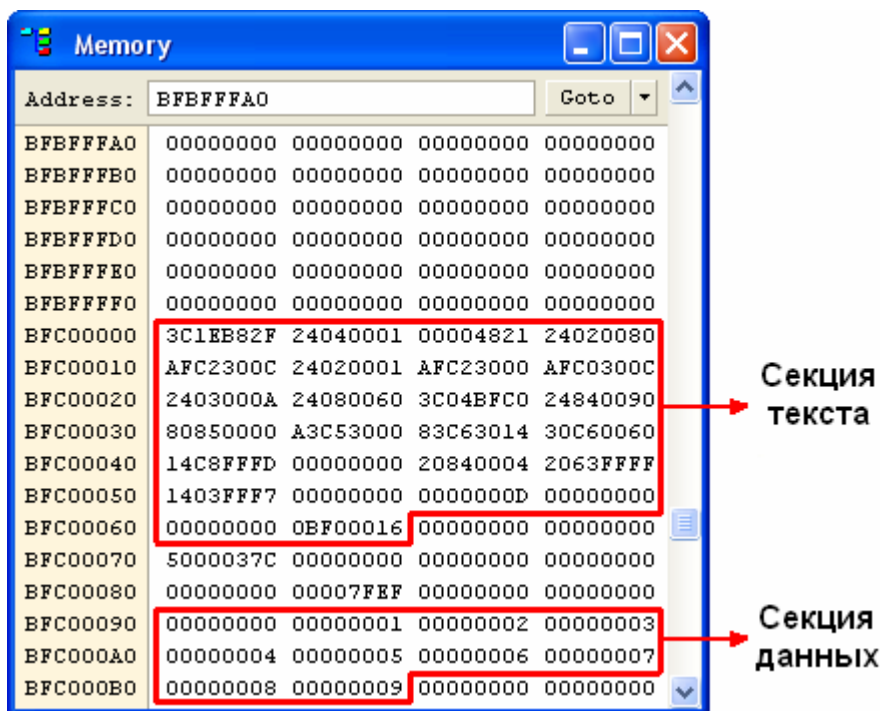 Memory
Address: BFBFFFA0 Goto
BFBFFFA0 00000000 00000000 00000000 00000000
BFBFFFB0 00000000 00000000 00000000 00000000
BFBFFFC0 00000000 00000000 00000000 00000000
BFBFFFD0 00000000 00000000 00000000 00000000
BFBFFFE0 00000000 00000000 00000000 00000000
BFBFFFF0 00000000 00000000 00000000 00000000
BFC00000 3C1EB82F 24040001 00004821 24020080
BFC00010 AFC2300C 24020001 AFC23000 AFC0300C
BFC00020 2403000A 24080060 3C04BFC0 24840090
BFC00030 80850000 A3C53000 83C63014 30C60060
BFC00040 14C8FFFD 00000000 20840004 2063FFFF
BFC00050 1403FFF7 00000000 0000000D 00000000
BFC00060 00000000 0BF00016 00000000 00000000
BFC00070 5000037C 00000000 00000000 00000000
BFC00080 00000000 00007FEF 00000000 00000000
BFC00090 00000000 00000001 00000002 00000003
BFC000A0 00000004 00000005 00000006 00000007
BFC000B0 00000008 00000009 00000000 00000000
Секция
текста
Секция
данных